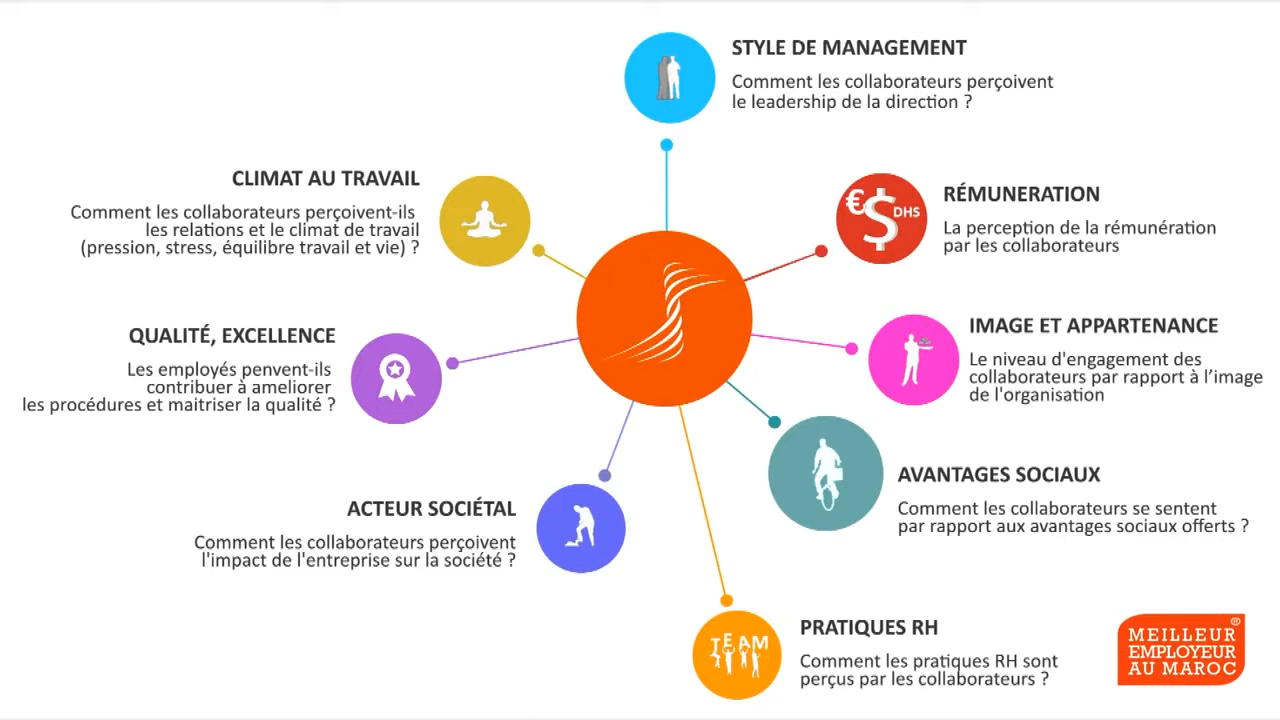 STYLE DE MANAGEMENT
Comment les collaborateurs perçoivent
le leadership de la direction ?
CLIMAT AU TRAVAIL
Comment les collaborateurs perçoivent-ils
les relations et le climat de travail
(pression, stress, équilibre travail et vie) ?
€$DHS
RÉMUNERATION
La perception de la rémunération
par les collaborateurs
QUALITÉ, EXCELLENCE
Les employés penvent-ils
contribuer à ameliorer
les procédures et maitriser la qualité ?
IMAGE ET APPARTENANCE
Le niveau d'engagement des
collaborateurs par rapport à l’image
de l'organisation
AVANTAGES SOCIAUX
Comment les collaborateurs se sentent
par rapport aux avantages sociaux offerts ?
ACTEUR SOCIÉTAL
Comment les collaborateurs perçoivent
l'impact de l'entreprise sur la société ?
TEAM
PRATIQUES RH
Comment les pratiques RH sont
perçus par les collaborateurs ?
MEILLEUR®
EMPLOYEUR
AU MAROC